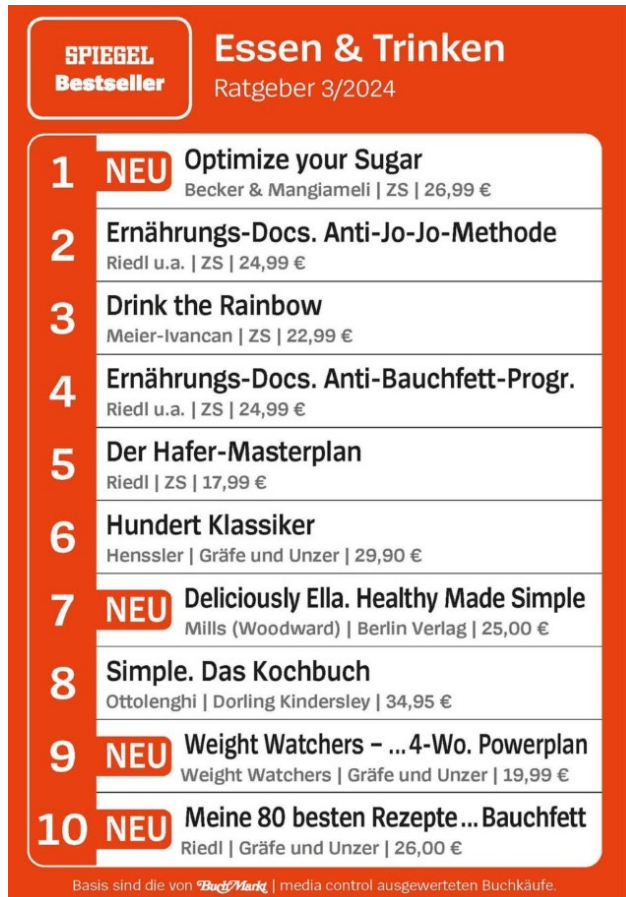 SPIEGEL
Bestseller
Essen & Trinken
Ratgeber 3/2024
1 NEU Optimize your Sugar
Becker & Mangiameli | ZS | 26,99 €
2 Ernährungs-Docs. Anti-Jo-Jo-Methode
Riedl u.a. | ZS | 24,99 €
3 Drink the Rainbow
Meier-Ivancan | ZS | 22,99 €
4 Ernährungs-Docs. Anti-Bauchfett-Progr.
Riedl u.a. | ZS | 24,99 €
5 Der Hafer-Masterplan
Riedl | ZS | 17,99 €
6 Hundert Klassiker
Henssler | Gräfe und Unzer | 29,90 €
7 NEU Deliciously Ella. Healthy Made Simple
Mills (Woodward) | Berlin Verlag | 25,00 €
8 Simple. Das Kochbuch
Ottolenghi | Dorling Kindersley | 34,95 €
9 NEU Weight Watchers – ...4-Wo. Powerplan
Weight Watchers | Gräfe und Unzer | 19,99 €
10 NEU Meine 80 besten Rezepte... Bauchfett
Riedl | Gräfe und Unzer | 26,00 €
Basis sind die von BuchMarkt | media control ausgewerteten Buchkäufe.